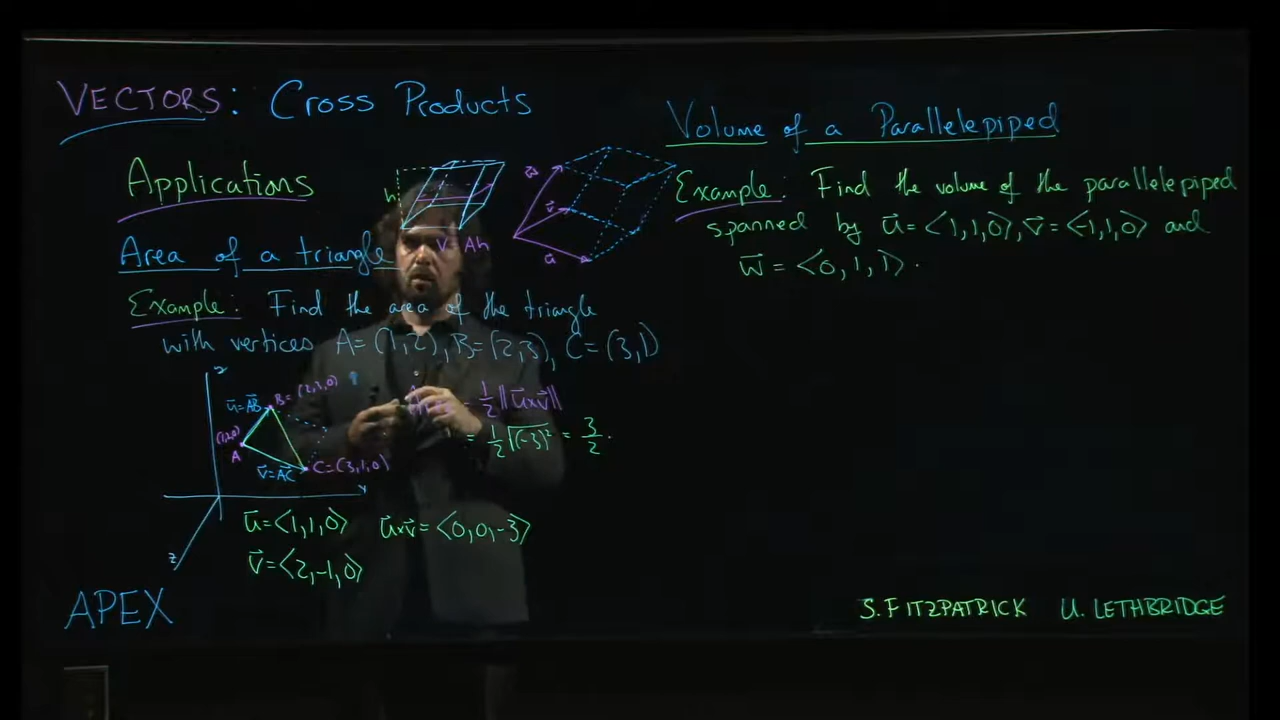 VECTORS: Cross Products
Applications
h
V = Ah
w⃗
v⃗
u⃗
Area of a triangle
Example: Find the area of the triangle
with vertices A = (1,2), B = (2,3), C = (3,1)
z
u⃗ = AB⃗
B = (2,3,0)
(1,2,0)
A
v⃗ = AC⃗
C = (3,1,0)
y
z
= 1/2 ||u⃗×v⃗||
= 1/2 √(-3)² = 3/2.
u⃗ = <1,1,0>
u⃗×v⃗ = <0,0,-3>
v⃗ = <2,-1,0>
APEX
Volume of a Parallelepiped
Example: Find the volume of the parallelepiped
spanned by u⃗ = <1,1,0>, v⃗ = <1,1,0> and
w⃗ = <0,1,1>.
S. FITZPATRICK U. LETHBRIDGE